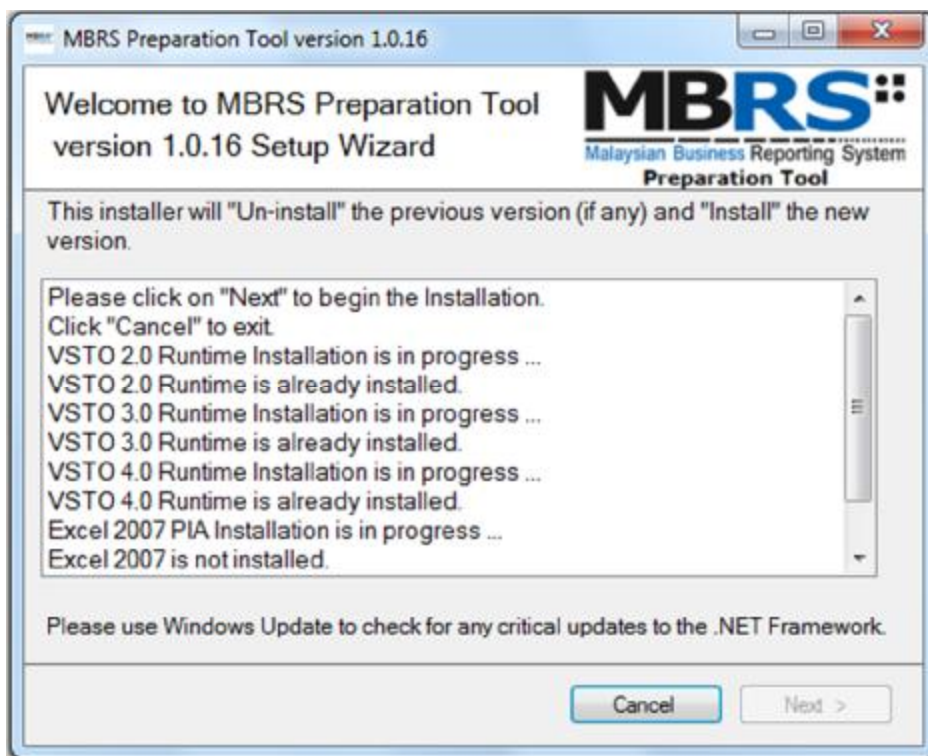 MBRS Preparation Tool version 1.0.16
Welcome to MBRS Preparation Tool
version 1.0.16 Setup Wizard
MBRS
Malaysian Business Reporting System
Preparation Tool
This installer will "Un-install" the previous version (if any) and "Install" the new
version.
Please click on "Next" to begin the Installation.
Click "Cancel" to exit.
VSTO 2.0 Runtime Installation is in progress ...
VSTO 2.0 Runtime is already installed.
VSTO 3.0 Runtime Installation is in progress ...
VSTO 3.0 Runtime is already installed.
VSTO 4.0 Runtime Installation is in progress ...
VSTO 4.0 Runtime is already installed.
Excel 2007 PIA Installation is in progress ...
Excel 2007 is not installed.
Please use Windows Update to check for any critical updates to the .NET Framework.
Cancel
Next >